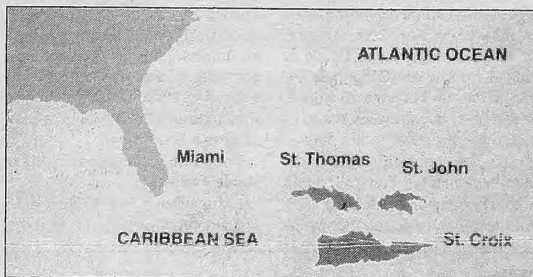 ATLANTIC OCEAN
Miami
St. Thomas
St. John
CARIBBEAN SEA
St. Croix